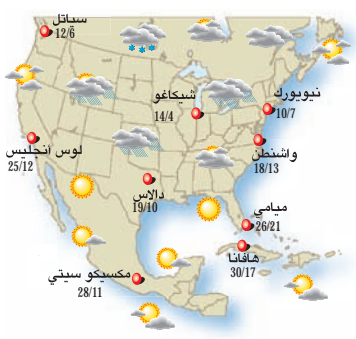 سياتل
12/6
نيويورك
10/7
شيكاغو
14/4
واشنطن
18/13
لوس انجليس
25/12
دالاس
19/10
ميامي
26/21
هافانا
30/17
مكسيكو سيتي
28/11